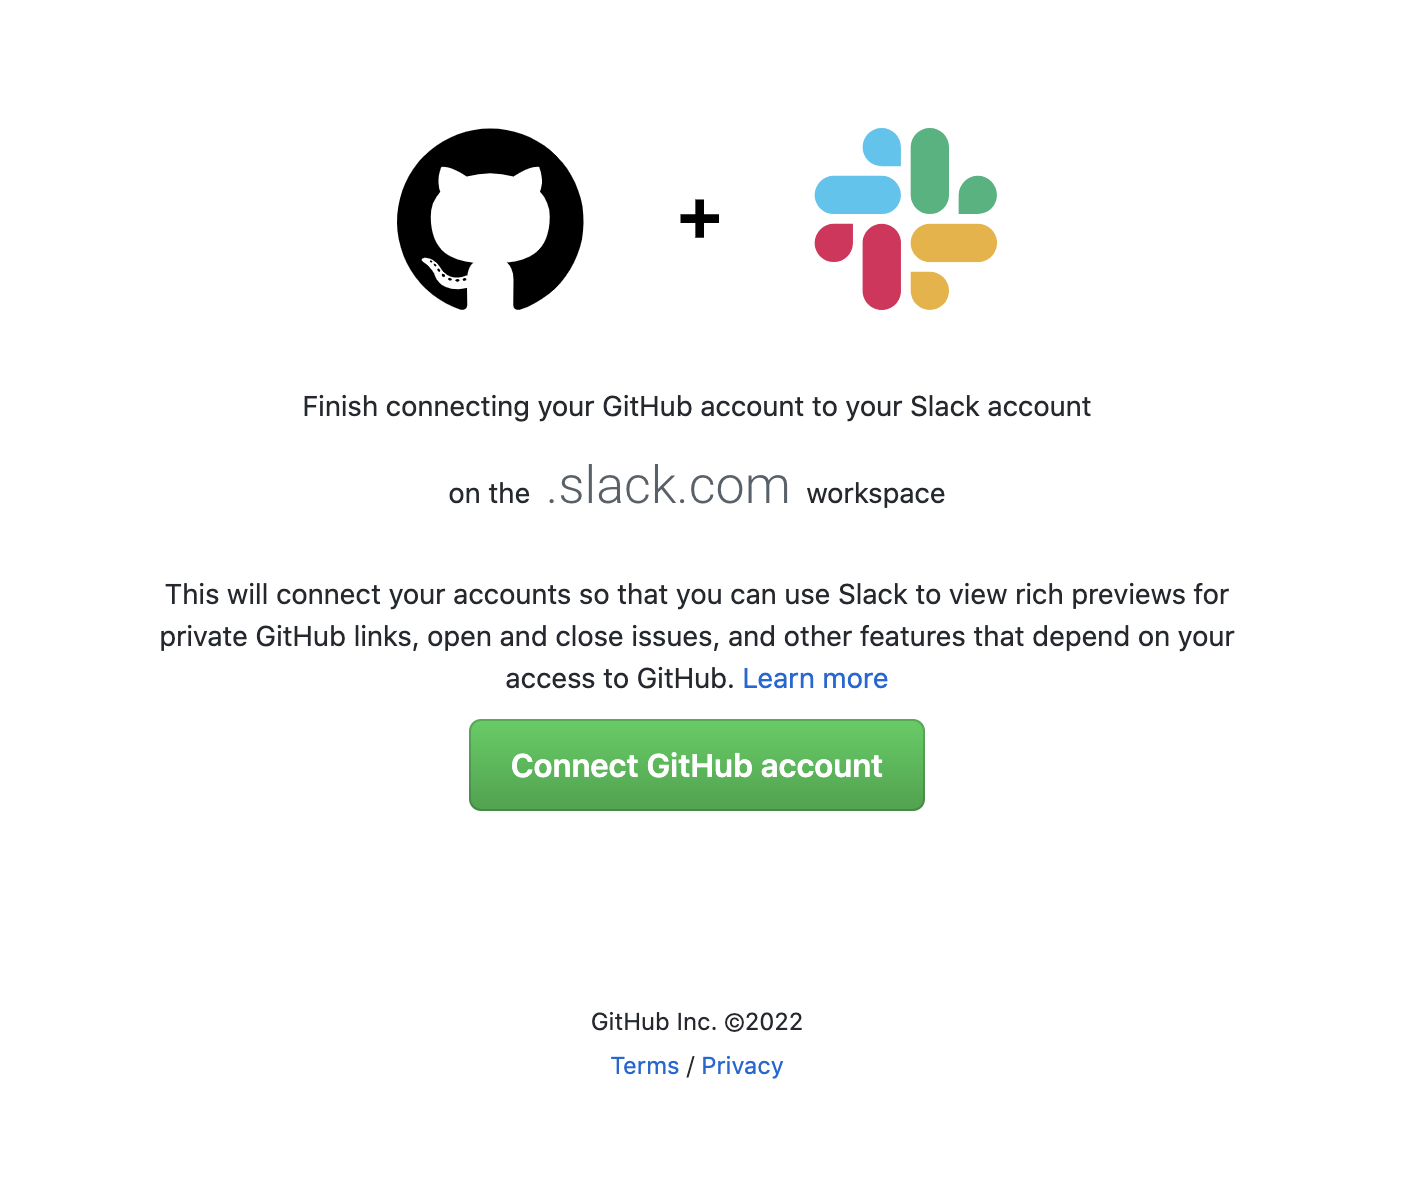 +
Finish connecting your GitHub account to your Slack account
on the .slack.com workspace
This will connect your accounts so that you can use Slack to view rich previews for
private GitHub links, open and close issues, and other features that depend on your
access to GitHub. Learn more
Connect GitHub account
GitHub Inc. ©2022
Terms / Privacy